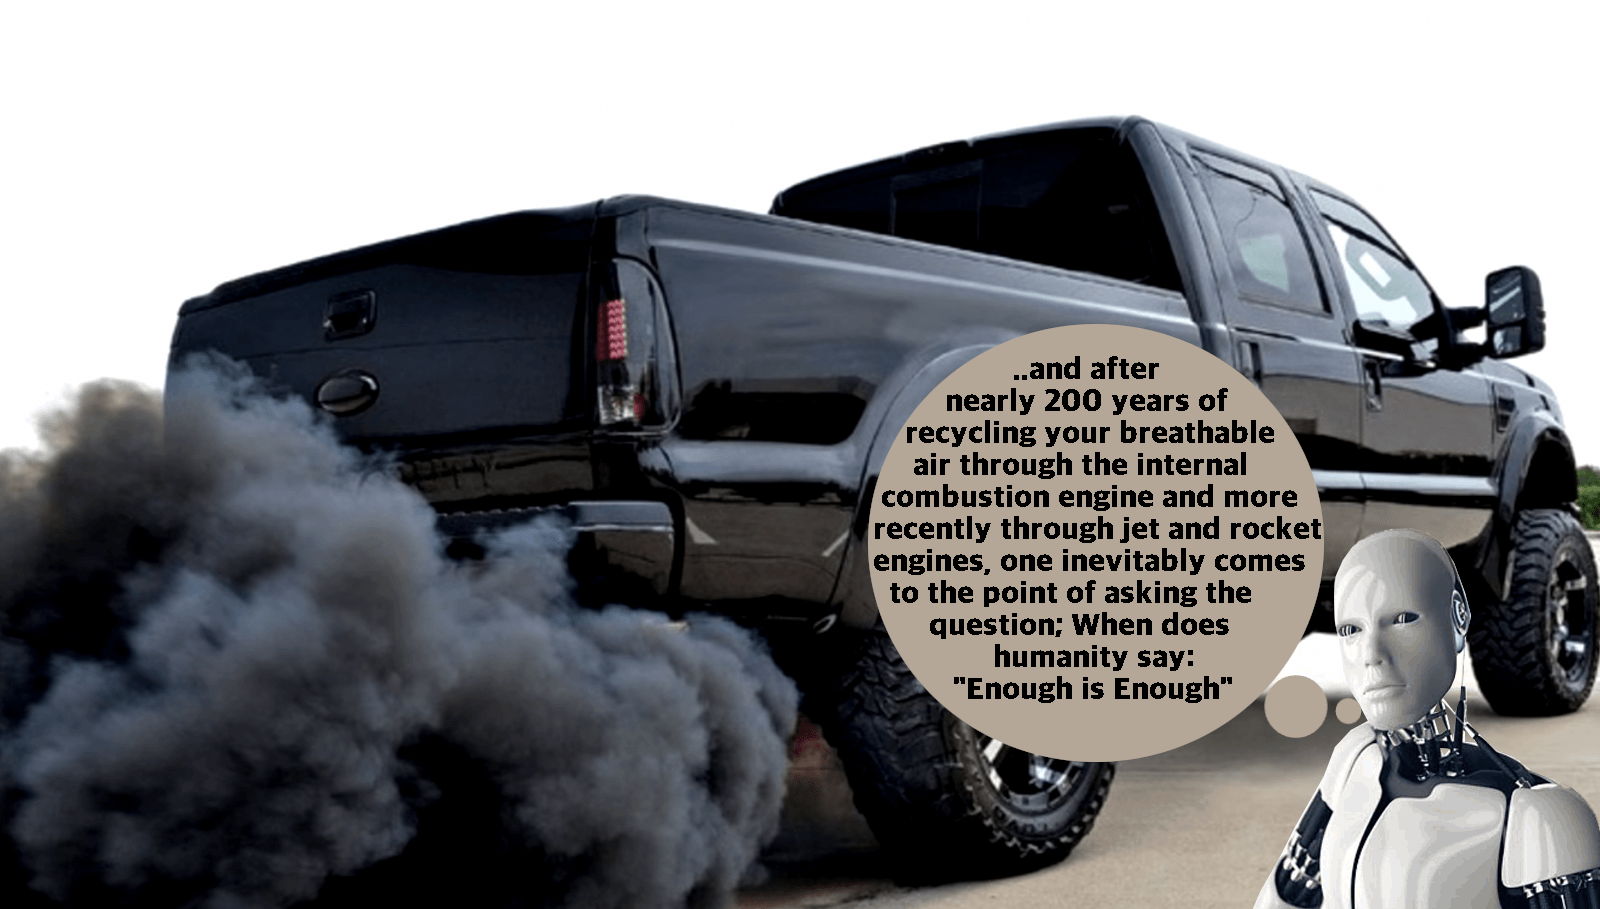 ..and after
nearly 200 years of
recycling your breathable
air through the internal
combustion engine and more
recently through jet and rocket
engines, one inevitably comes
to the point of asking the
question; When does
humanity say:
"Enough is Enough"